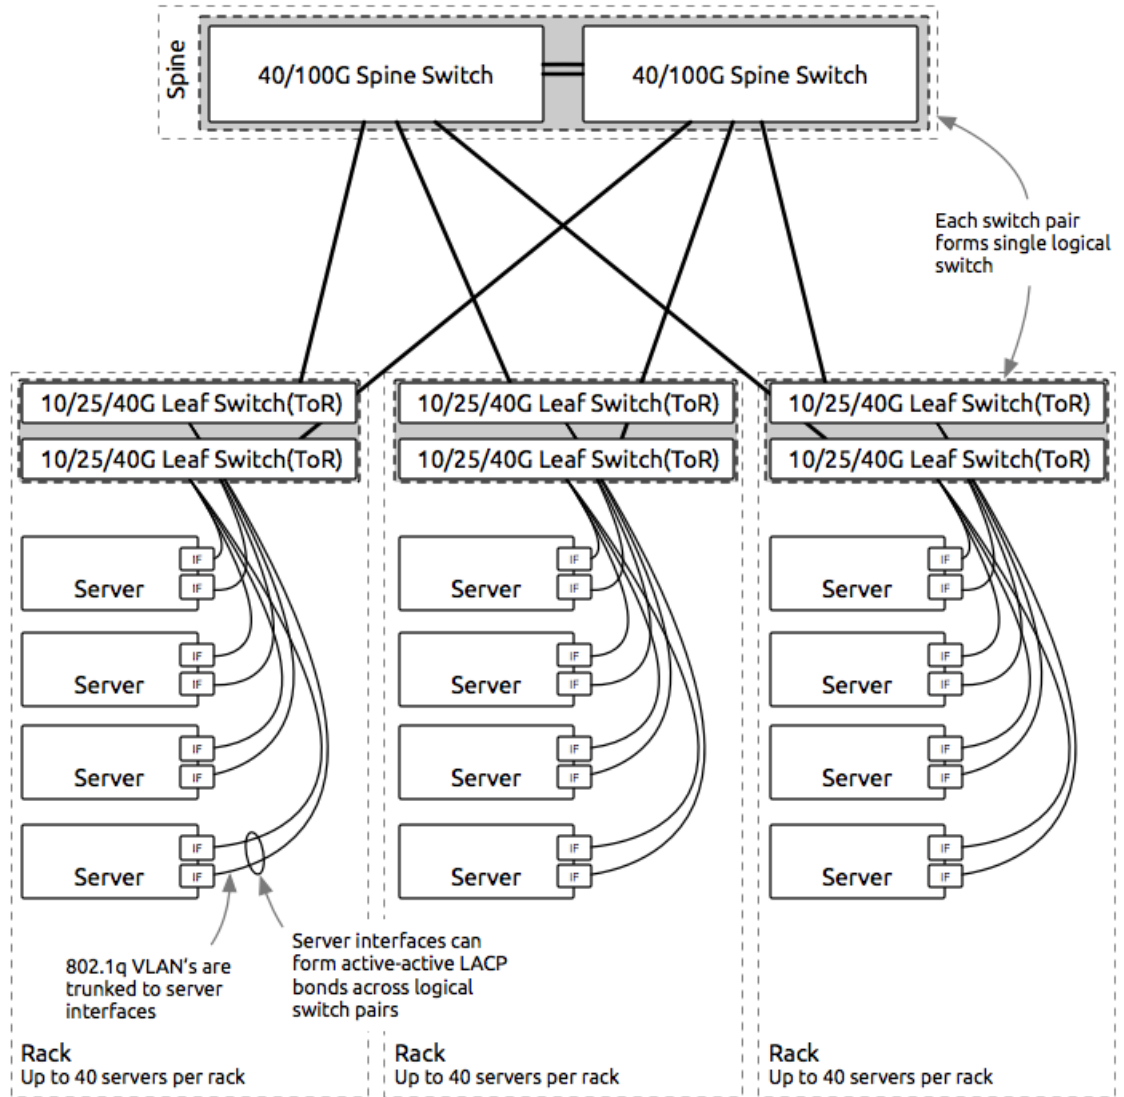 Spine
40/100G Spine Switch
40/100G Spine Switch
Each switch pair
forms single logical
switch
10/25/40G Leaf Switch(ToR)
10/25/40G Leaf Switch(ToR)
IF
IF
Server
IF
IF
Server
IF
IF
Server
IF
IF
Server
802.1q VLAN's are
trunked to server
interfaces
Server interfaces can
form active-active LACP
bonds across logical
switch pairs
Rack
Up to 40 servers per rack
10/25/40G Leaf Switch(ToR)
10/25/40G Leaf Switch(ToR)
IF
IF
Server
IF
IF
Server
IF
IF
Server
IF
IF
Server
Rack
Up to 40 servers per rack
10/25/40G Leaf Switch(ToR)
10/25/40G Leaf Switch(ToR)
IF
IF
Server
IF
IF
Server
IF
IF
Server
IF
IF
Server
Rack
Up to 40 servers per rack